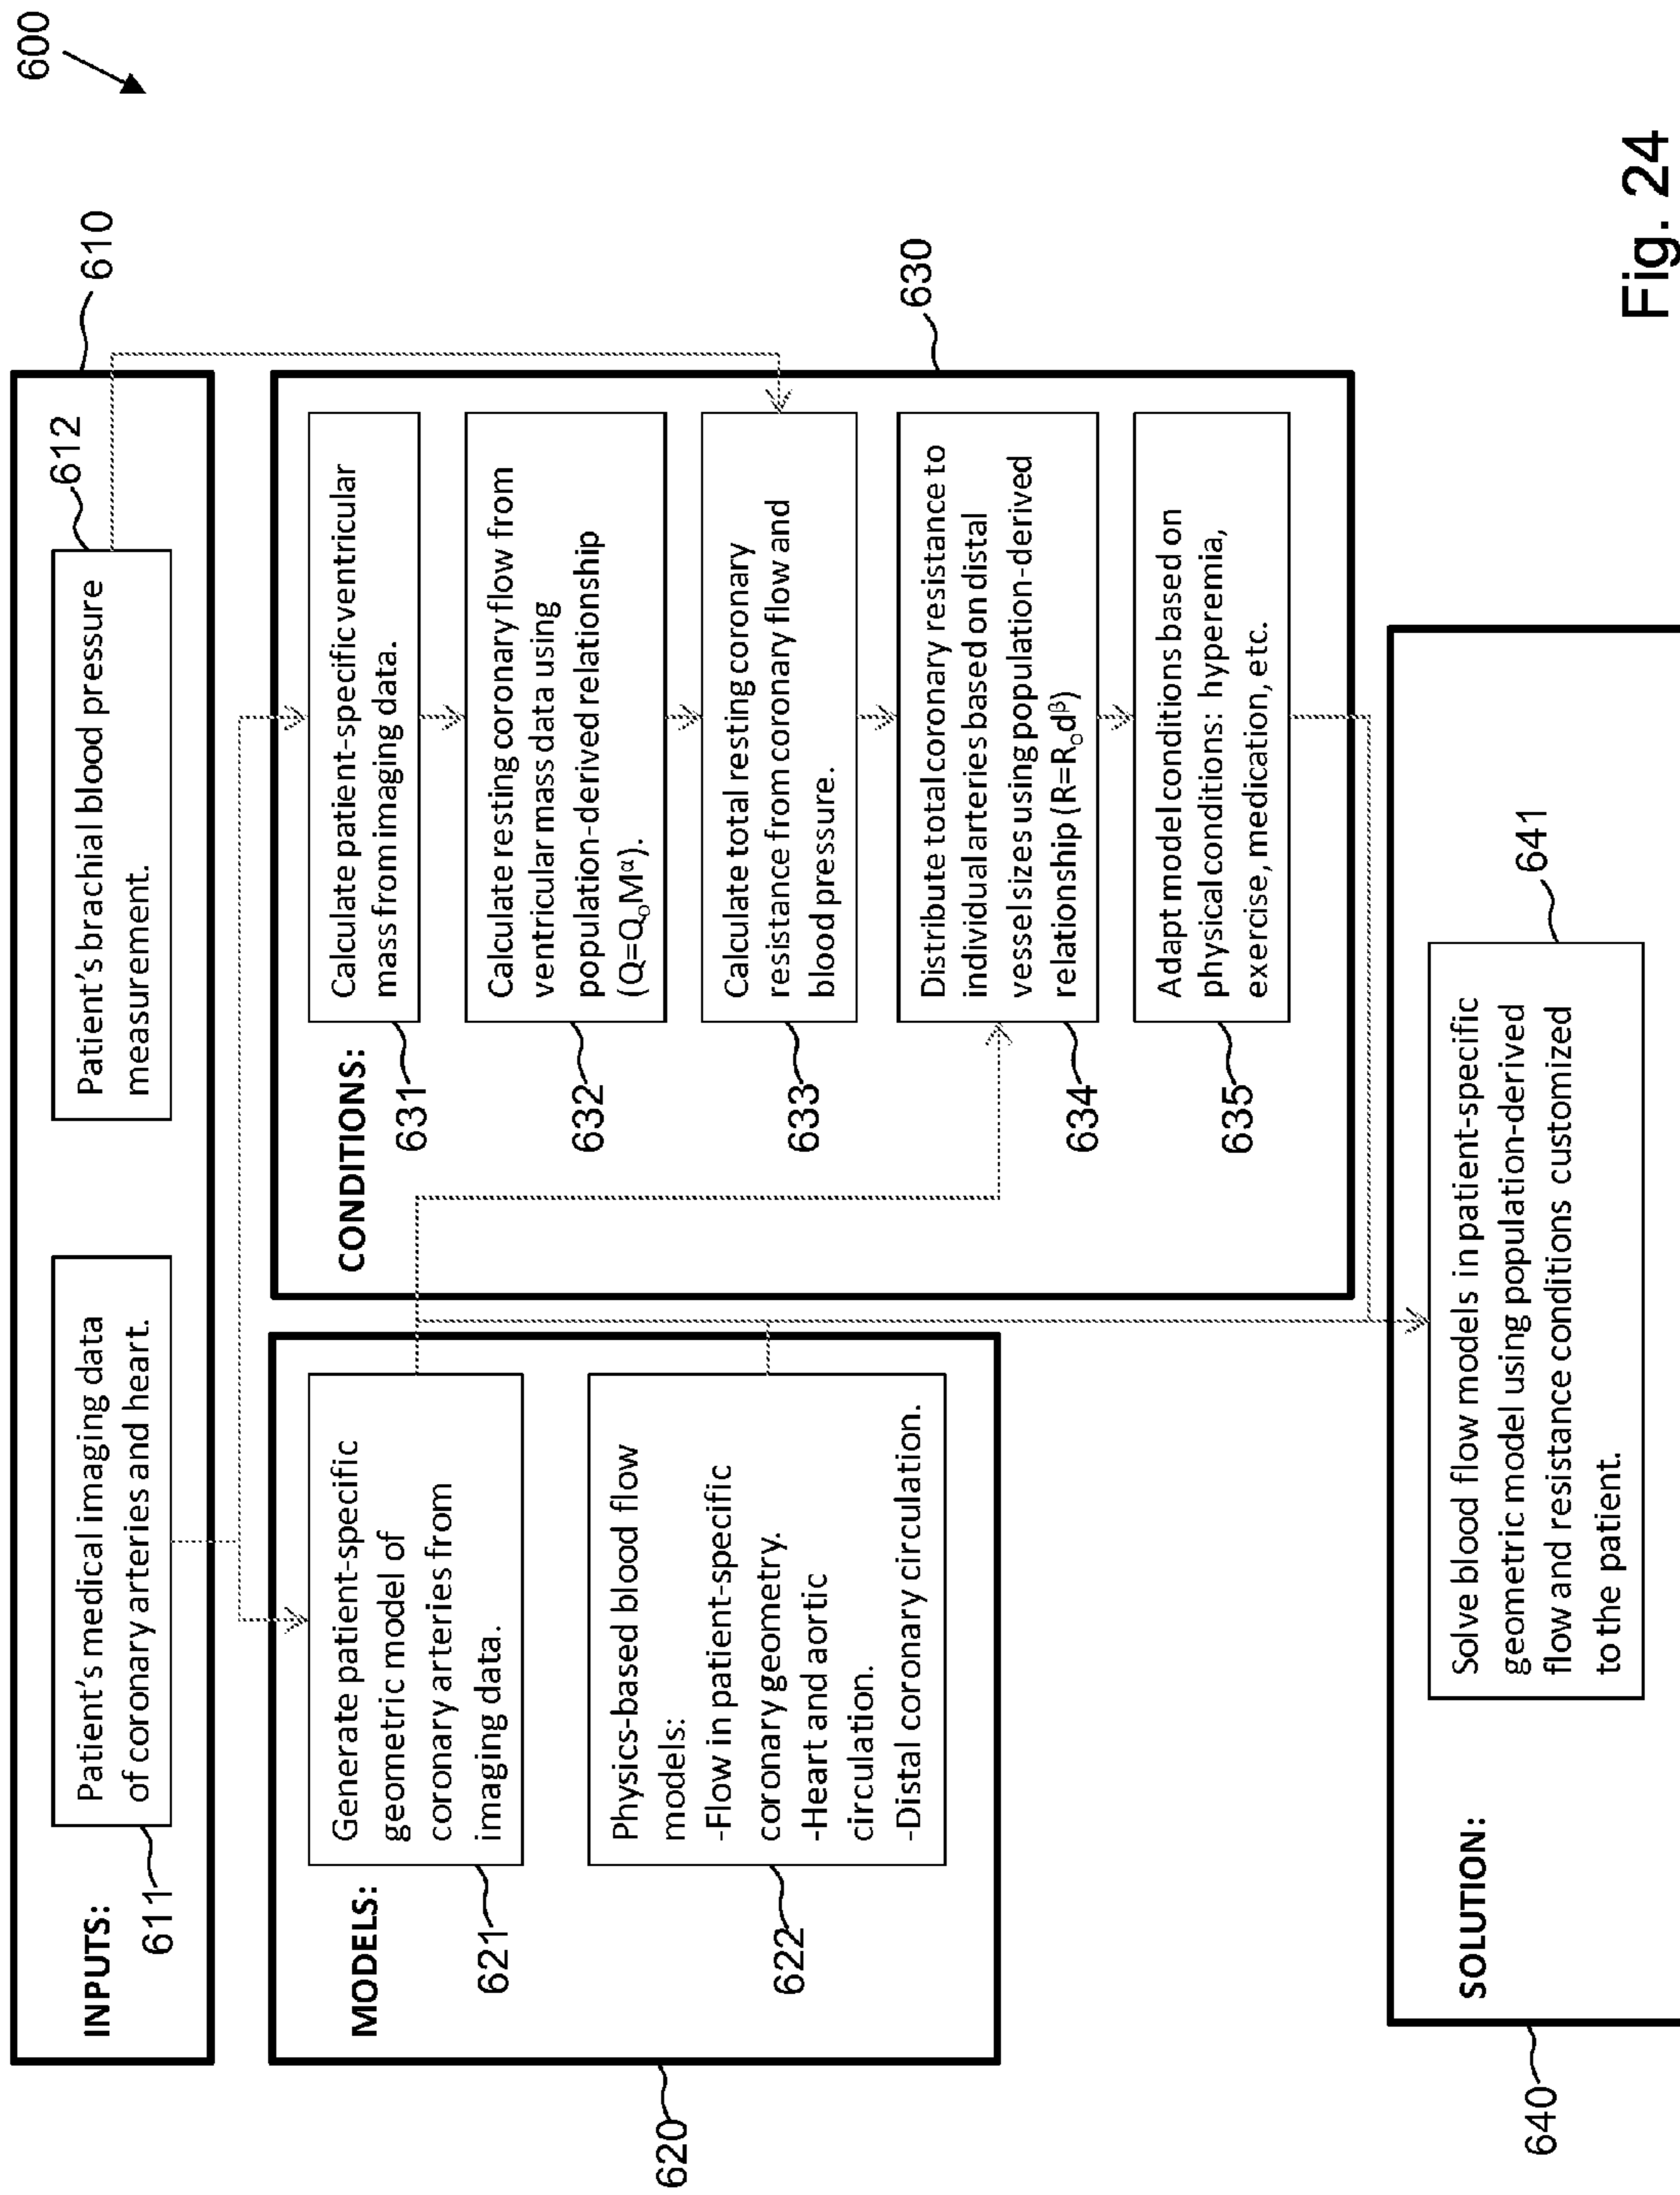 600
610
INPUTS:
611
Patient's medical imaging data
of coronary arteries and heart.
612
Patient's brachial blood pressure
measurement.
620
MODELS:
621
Generate patient-specific
geometric model of
coronary arteries from
imaging data.
622
Physics-based blood flow
models:
-Flow in patient-specific
coronary geometry.
-Heart and aortic
circulation.
-Distal coronary circulation.
630
CONDITIONS:
631
Calculate patient-specific ventricular
mass from imaging data.
632
Calculate resting coronary flow from
ventricular mass data using
population-derived relationship
(Q=Q₀Mᵅ).
633
Calculate total resting coronary
resistance from coronary flow and
blood pressure.
634
Distribute total coronary resistance to
individual arteries based on distal
vessel sizes using population-derived
relationship (R=R₀dᵝ)
635
Adapt model conditions based on
physical conditions: hyperemia,
exercise, medication, etc.
640
SOLUTION:
641
Solve blood flow models in patient-specific
geometric model using population-derived
flow and resistance conditions customized
to the patient.
Fig. 24